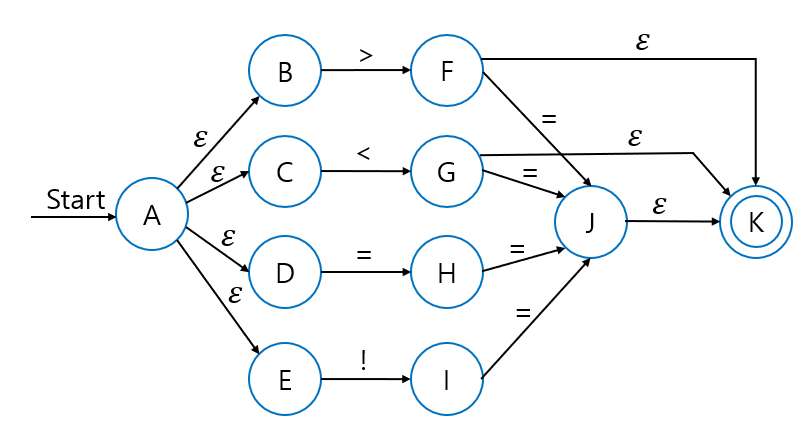 Start
A
ε
ε
ε
ε
B
>
F
ε
=
C
<
G
ε
=
D
=
H
=
J
ε
K
E
!
I
=